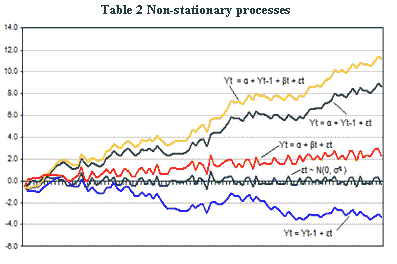 Table 2 Non-stationary processes
14.0
12.0
10.0
8.0
6.0
4.0
2.0
0.0
-2.0
-4.0
-6.0
Yt = α + Yt-1 + βt + εt
Yt = α + Yt-1 + εt
Yt = α + βt + εt
εt ~ N(0, σ²)
Yt = Yt-1 + εt